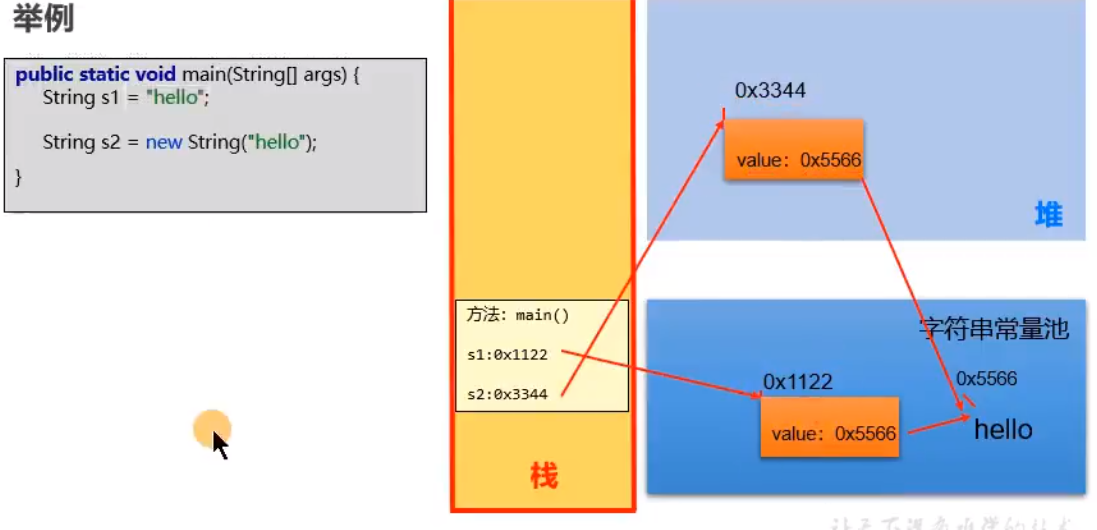 举例
public static void main(String[] args) {
String s1 = "hello";
String s2 = new String("hello");
}
0x3344
value: 0x5566
堆
方法: main()
s1:0x1122
s2:0x3344
栈
字符串常量池
0x1122
value: 0x5566
0x5566
hello